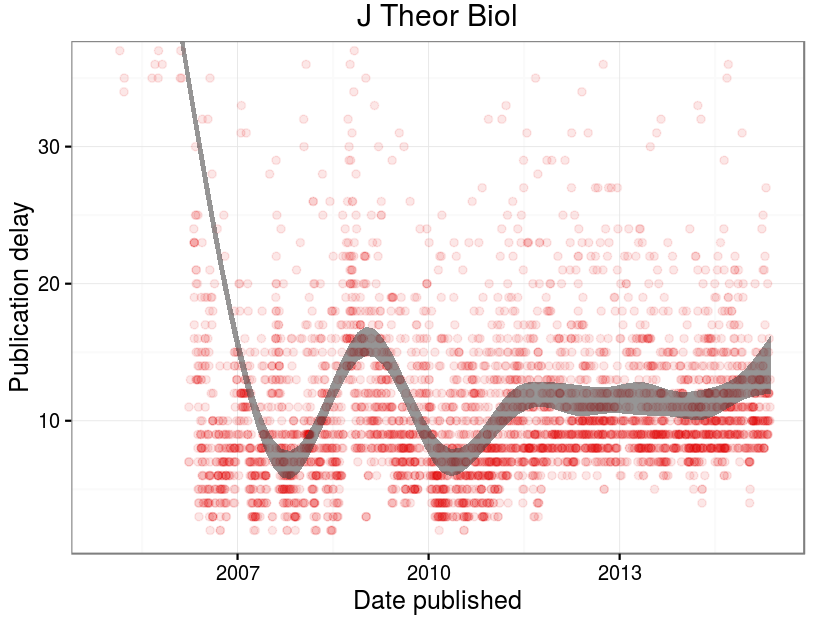 J Theor Biol
Publication delay
30
20
10
2007 2010 2013
Date published